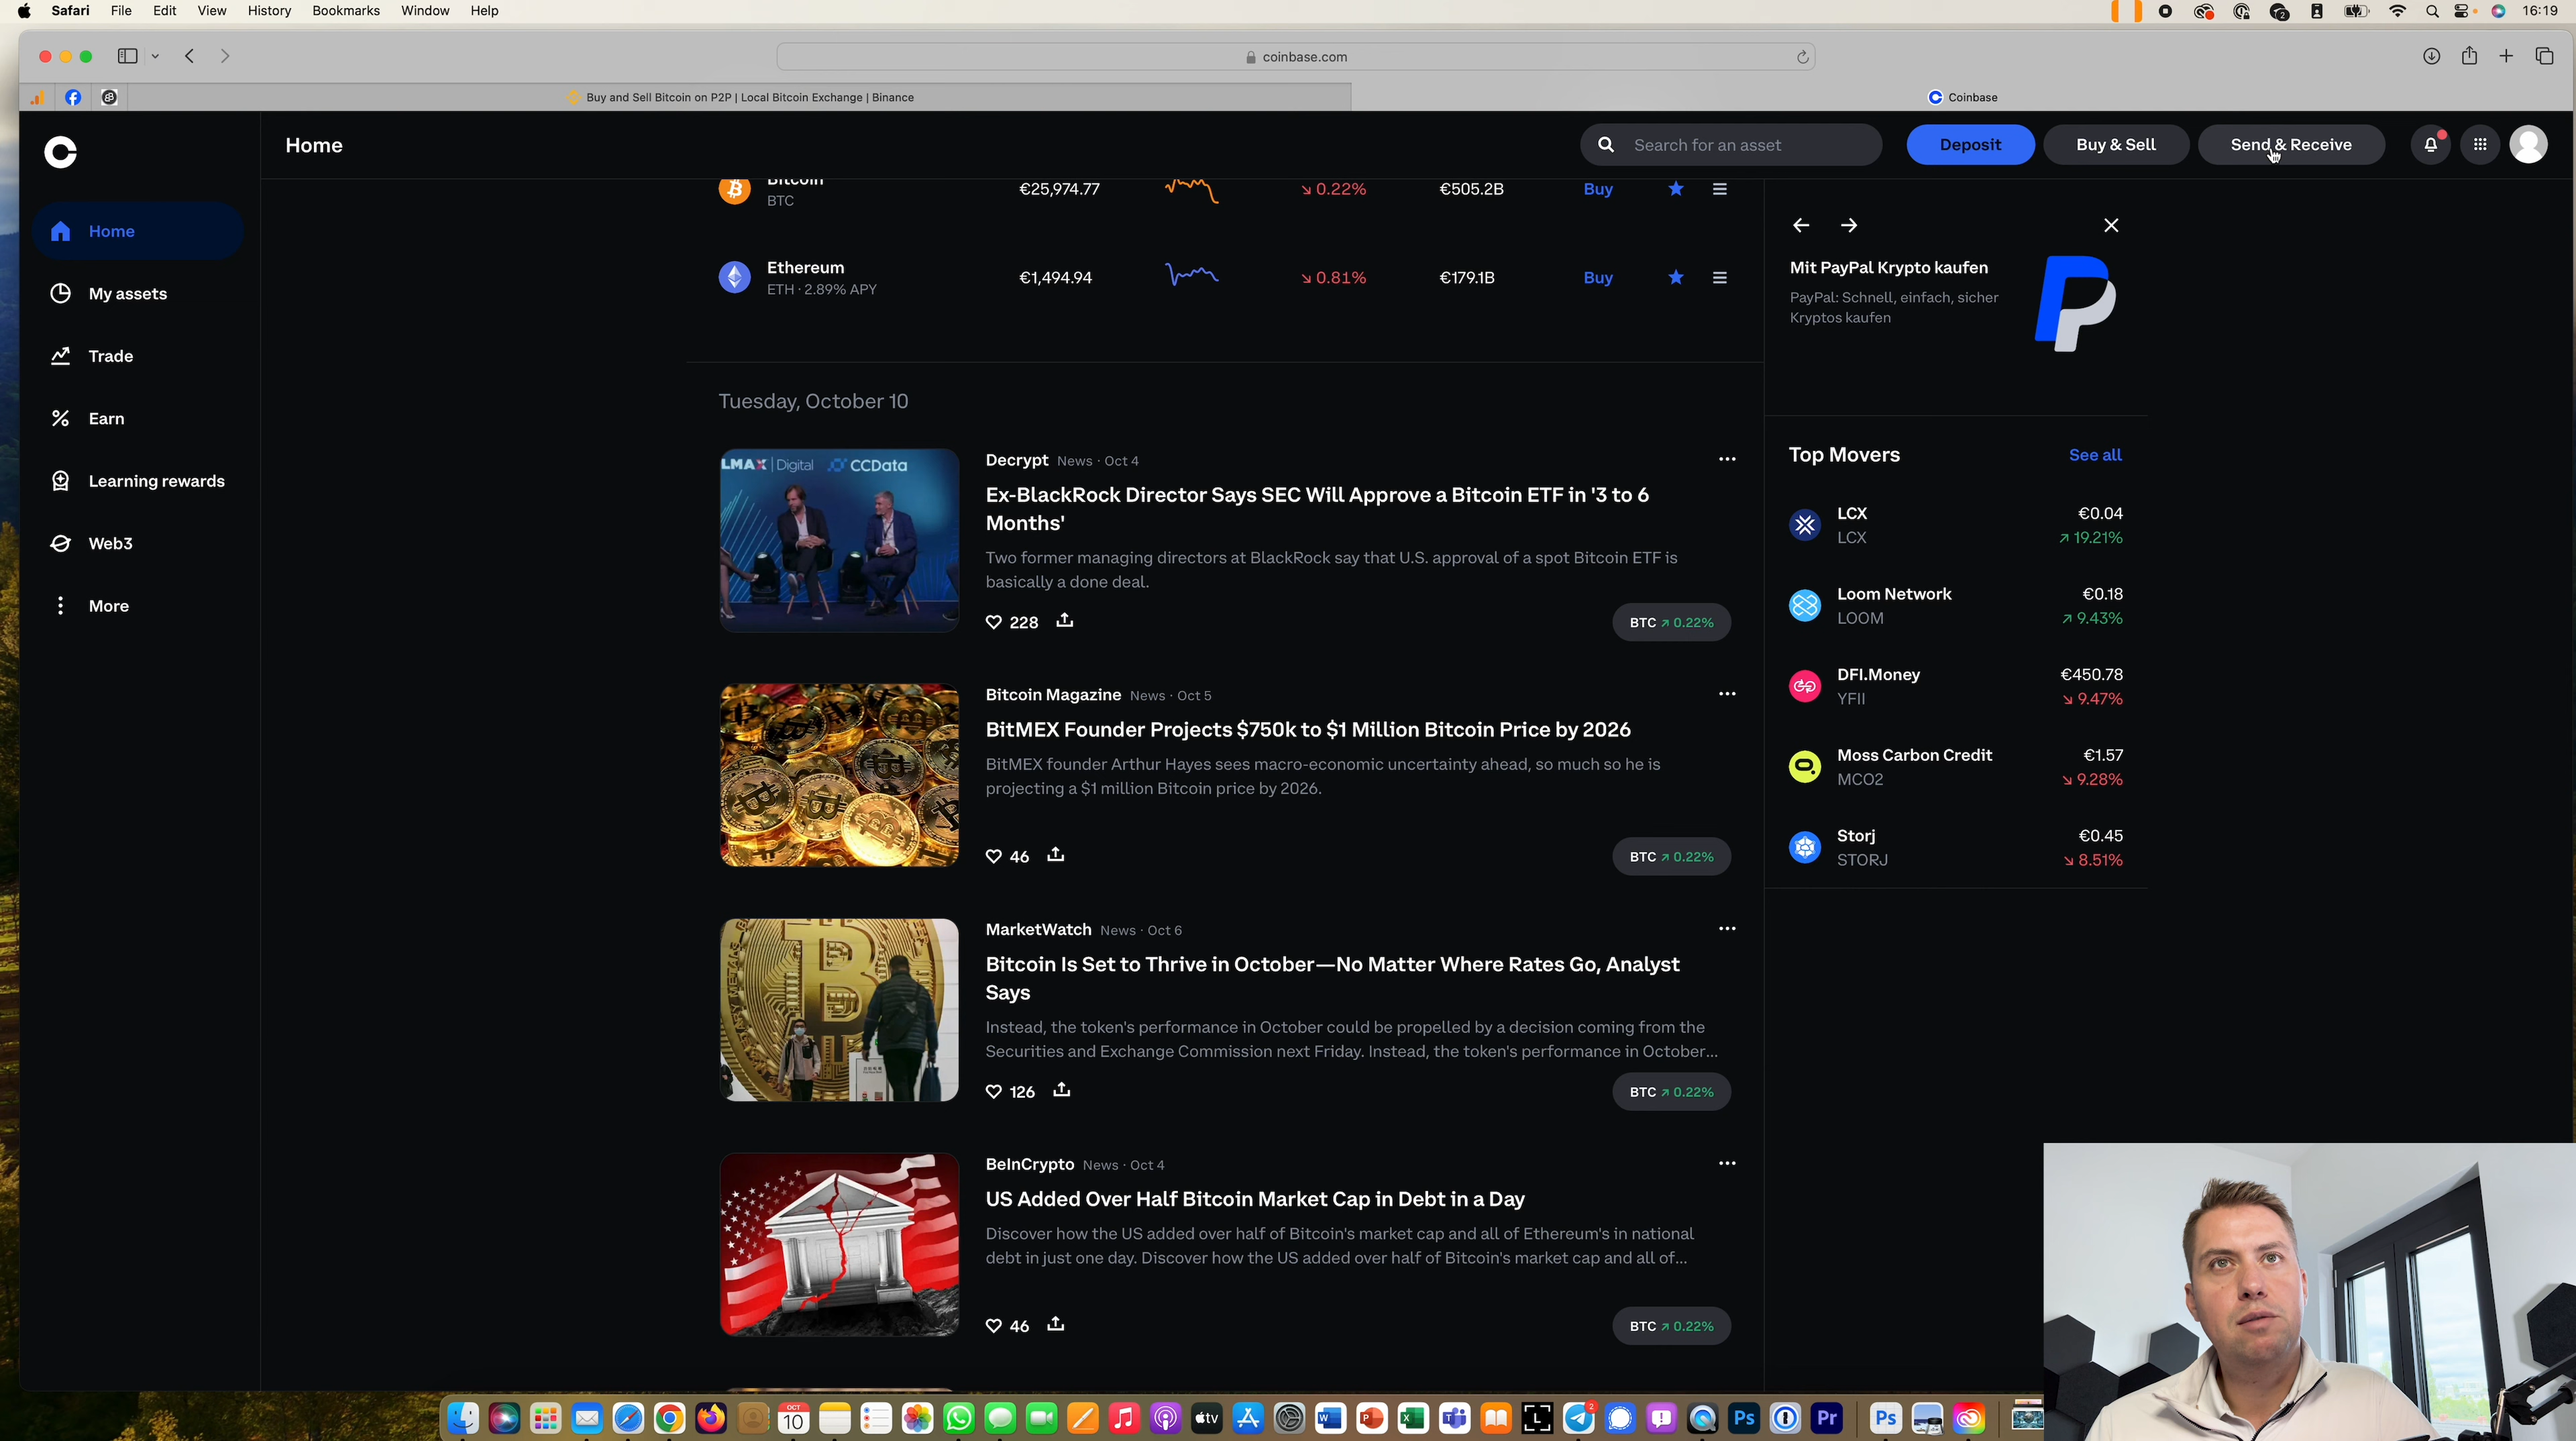 Safari File Edit View History Bookmarks Window Help
16:19
coinbase.com
Buy and Sell Bitcoin on P2P | Local Bitcoin Exchange | Binance
Coinbase
Home
Search for an asset
Deposit
Buy & Sell
Send & Receive
Home
My assets
Trade
Earn
Learning rewards
Web3
More
Bitcoin €25,974.77 ↘ 0.22% €505.2B Buy
BTC
Ethereum €1,494.94 ↘ 0.81% €179.1B Buy
ETH · 2.89% APY
Tuesday, October 10
LMAX | Digital CCData
Decrypt News · Oct 4
Ex-BlackRock Director Says SEC Will Approve a Bitcoin ETF in '3 to 6
Months'
Two former managing directors at BlackRock say that U.S. approval of a spot Bitcoin ETF is
basically a done deal.
228
BTC ↗ 0.22%
Bitcoin Magazine News · Oct 5
BitMEX Founder Projects $750k to $1 Million Bitcoin Price by 2026
BitMEX founder Arthur Hayes sees macro-economic uncertainty ahead, so much so he is
projecting a $1 million Bitcoin price by 2026.
46
BTC ↗ 0.22%
MarketWatch News · Oct 6
Bitcoin Is Set to Thrive in October—No Matter Where Rates Go, Analyst
Says
Instead, the token's performance in October could be propelled by a decision coming from the
Securities and Exchange Commission next Friday. Instead, the token's performance in October...
126
BTC ↗ 0.22%
BeInCrypto News · Oct 4
US Added Over Half Bitcoin Market Cap in Debt in a Day
Discover how the US added over half of Bitcoin's market cap and all of Ethereum's in national
debt in just one day. Discover how the US added over half of Bitcoin's market cap and all of...
46
BTC ↗ 0.22%
Mit PayPal Krypto kaufen
PayPal: Schnell, einfach, sicher
Kryptos kaufen
Top Movers See all
LCX €0.04
LCX ↗ 19.21%
Loom Network €0.18
LOOM ↗ 9.43%
DFI.Money €450.78
YFII ↘ 9.47%
Moss Carbon Credit €1.57
MCO2 ↘ 9.28%
Storj €0.45
STORJ ↘ 8.51%
OCT
10
tv
W P X T L 2 Ps Pr Ps